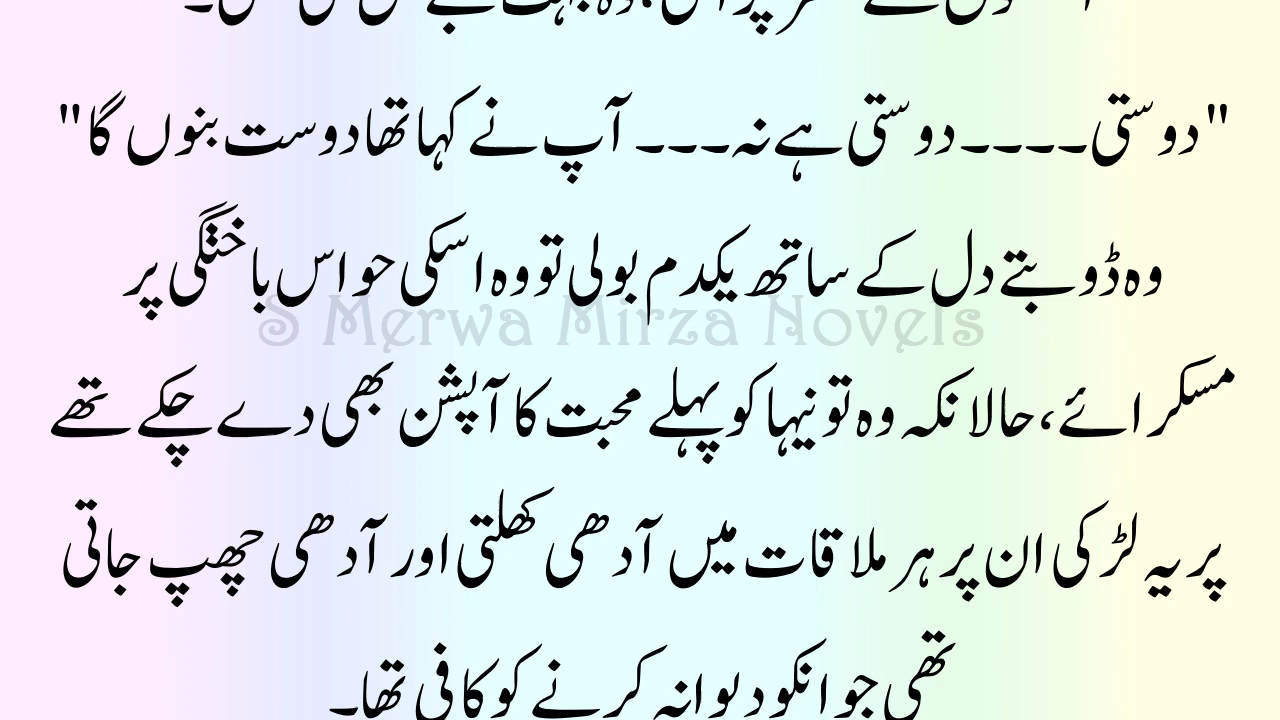 "دوستی۔۔۔۔دوستی ہے نہ۔۔۔ آپ نے کہا تھا دوست بنوں گا"
وہ ڈوبتے دل کے ساتھ یکدم بولی تو وہ اسکی حواس باختگی پر
S Merwa Mirza Novels
مسکرائے، حالانکہ وہ تو نیہا کو پہلے محبت کا آپشن بھی دے چکے تھے
پر یہ لڑکی ان پر ہر ملاقات میں آدھی کھلتی اور آدھی چھپ جاتی
تھی جو انکو دیوانہ کرنے کو کافی تھا۔